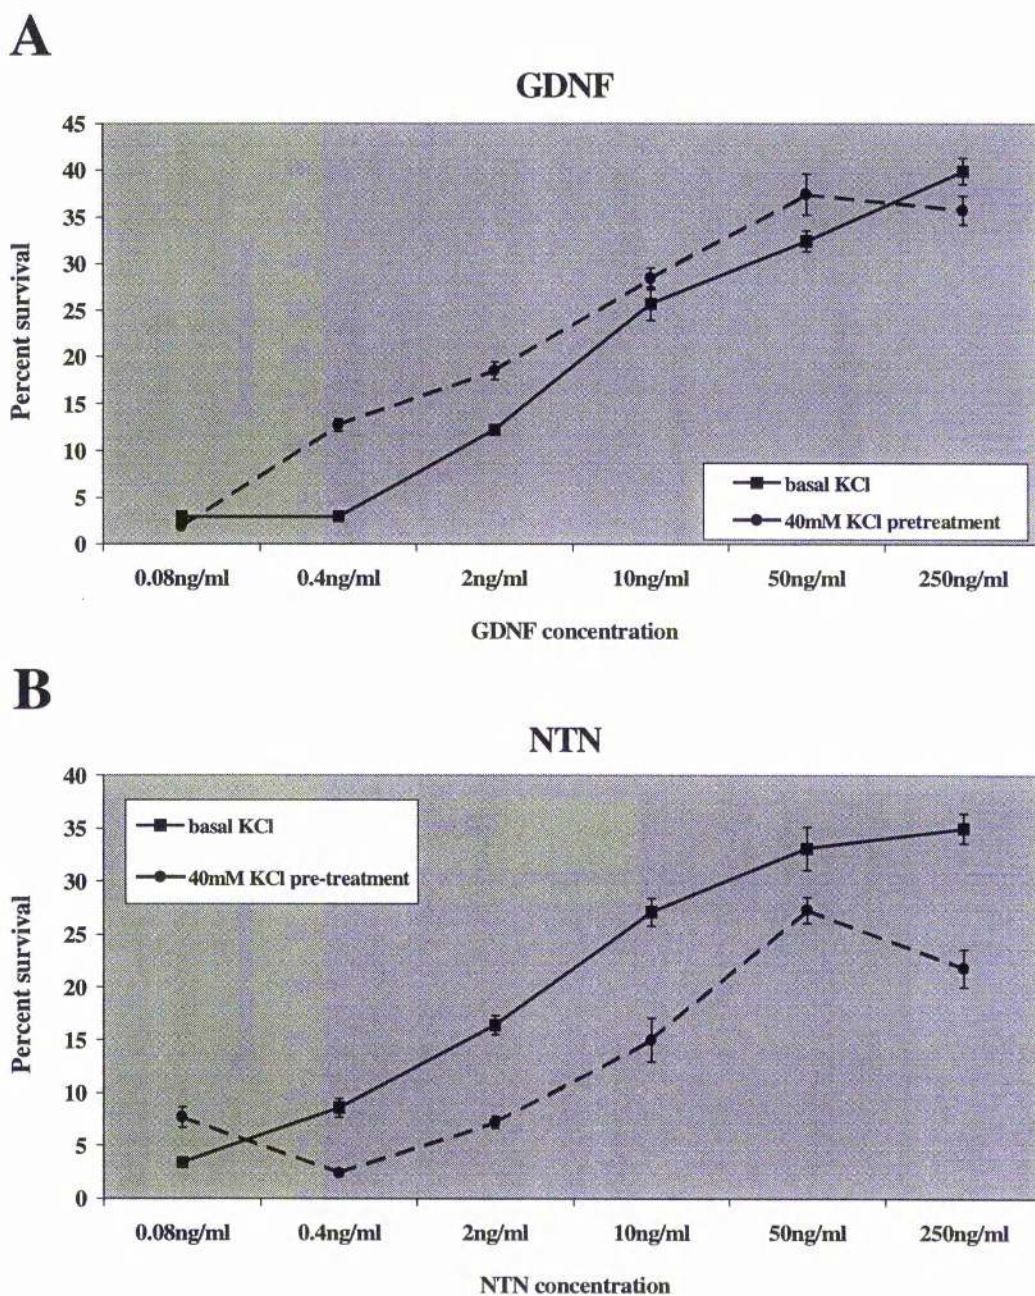 A
GDNF
45
40
35
30
25
20
15
10
5
0
Percent survival
basal KCl
40mM KCl pretreatment
0.08ng/ml 0.4ng/ml 2ng/ml 10ng/ml 50ng/ml 250ng/ml
GDNF concentration
B
NTN
40
35
30
25
20
15
10
5
0
Percent survival
basal KCl
40mM KCl pre-treatment
0.08ng/ml 0.4ng/ml 2ng/ml 10ng/ml 50ng/ml 250ng/ml
NTN concentration